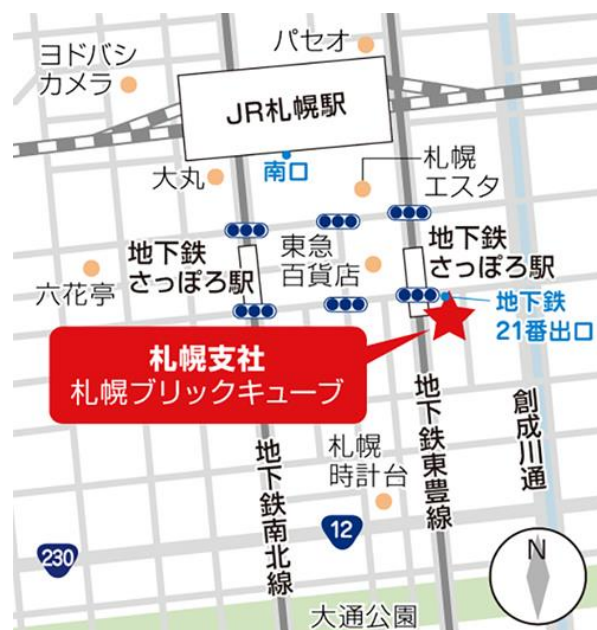 パセオ
ヨドバシ
カメラ
JR札幌駅
札幌
エスタ
大丸
南口
地下鉄
さっぽろ駅
東急
百貨店
地下鉄
さっぽろ駅
六花亭
地下鉄
21番出口
札幌支社
札幌ブリックキューブ
地下鉄南北線
札幌
時計台
地下鉄東豊線
創成川通
12
230
N
大通公園